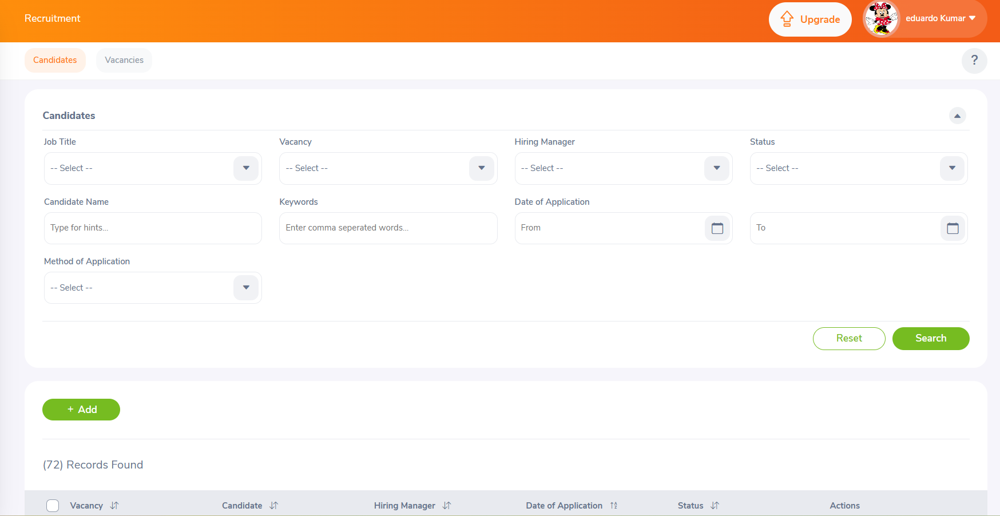 Recruitment
Upgrade
eduardo Kumar
Candidates
Vacancies
?
Candidates
Job Title
Vacancy
Hiring Manager
Status
-- Select --
-- Select --
-- Select --
-- Select --
Candidate Name
Keywords
Date of Application
Type for hints...
Enter comma seperated words...
From
To
Method of Application
-- Select --
Reset
Search
+ Add
(72) Records Found
Vacancy
Candidate
Hiring Manager
Date of Application
Status
Actions